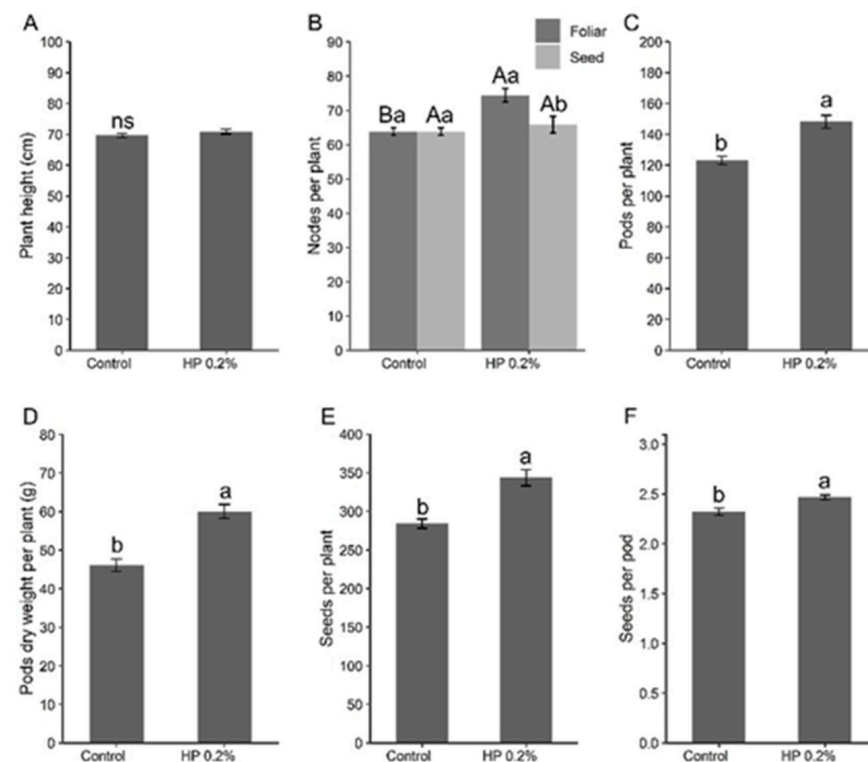 A
Plant height (cm)
100
90
80
70
60
50
40
30
20
10
0
ns
Control
HP 0.2%
B
Nodes per plant
90
80
70
60
50
40
30
20
10
0
Foliar
Seed
Ba
Aa
Aa
Ab
Control
HP 0.2%
C
Pods per plant
200
180
160
140
120
100
80
60
40
20
0
b
a
Control
HP 0.2%
D
Pods dry weight per plant (g)
80
70
60
50
40
30
20
10
0
b
a
Control
HP 0.2%
E
Seeds per plant
400
350
300
250
200
150
100
50
0
b
a
Control
HP 0.2%
F
Seeds per pod
3.0
2.5
2.0
1.5
1.0
0.5
0.0
b
a
Control
HP 0.2%